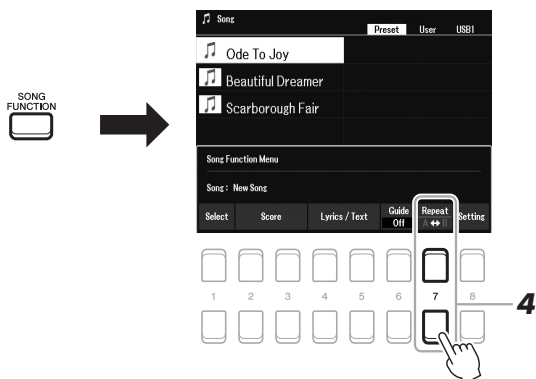 Song
Preset User USB1
Ode To Joy
Beautiful Dreamer
Scarborough Fair
SONG
FUNCTION
Song Function Menu
Song : New Song
Select Score Lyrics / Text Guide Off Repeat A ↔ B Setting
1 2 3 4 5 6 7 8
4